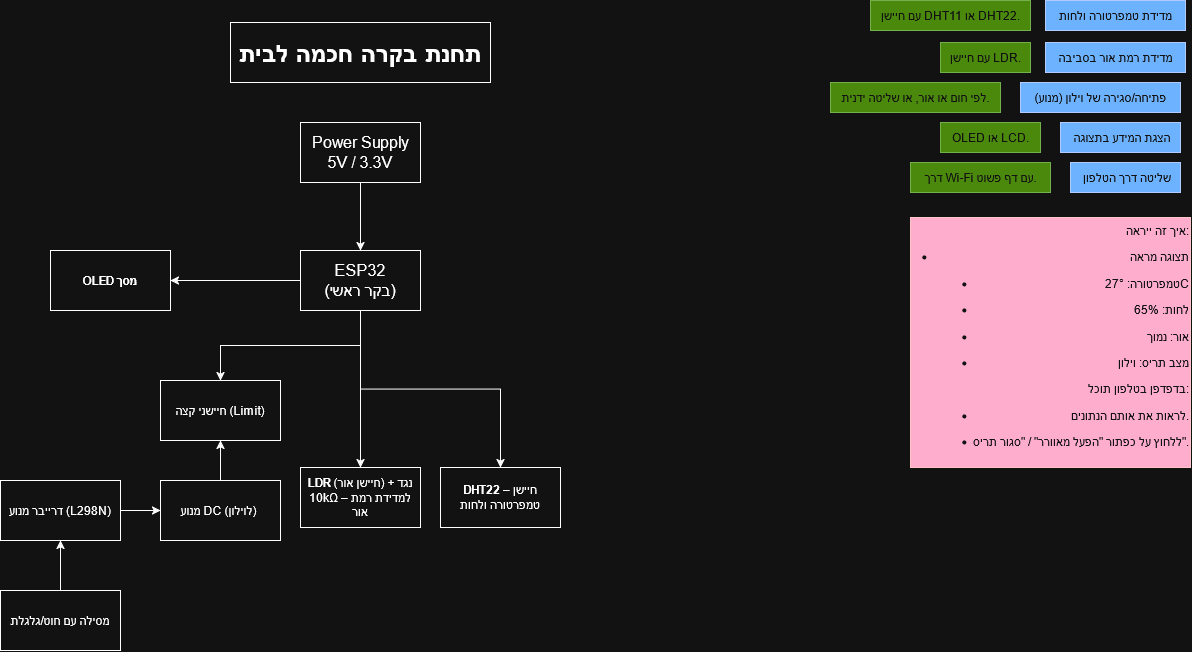 תחנת בקרה חכמה לבית
Power Supply
5V / 3.3V
ESP32
(בקר ראשי)
מסך OLED
חיישני קצה (Limit)
דרייבר מנוע (L298N)
מנוע DC (לוילון)
LDR (חיישן אור) + נגד
10kΩ – למדידת רמת
אור
DHT22 – חיישן
טמפרטורה ולחות
מסילה עם חוט/גלגלת
מדידת טמפרטורה ולחות
עם חיישן DHT11 או DHT22.
מדידת רמת אור בסביבה
עם חיישן LDR.
פתיחה/סגירה של וילון (מנוע)
לפי חום או אור, או שליטה ידנית.
הצגת המידע בתצוגה
OLED או LCD.
שליטה דרך הטלפון
דרך Wi-Fi עם דף פשוט.
איך זה ייראה:
תצוגה מראה
טמפרטורה: 27°C
לחות: 65%
אור: נמוך
מצב תריס: וילון
בדפדפן בטלפון תוכל:
לראות את אותם הנתונים.
ללחוץ על כפתור "הפעל מאוורר" / "סגור תריס".